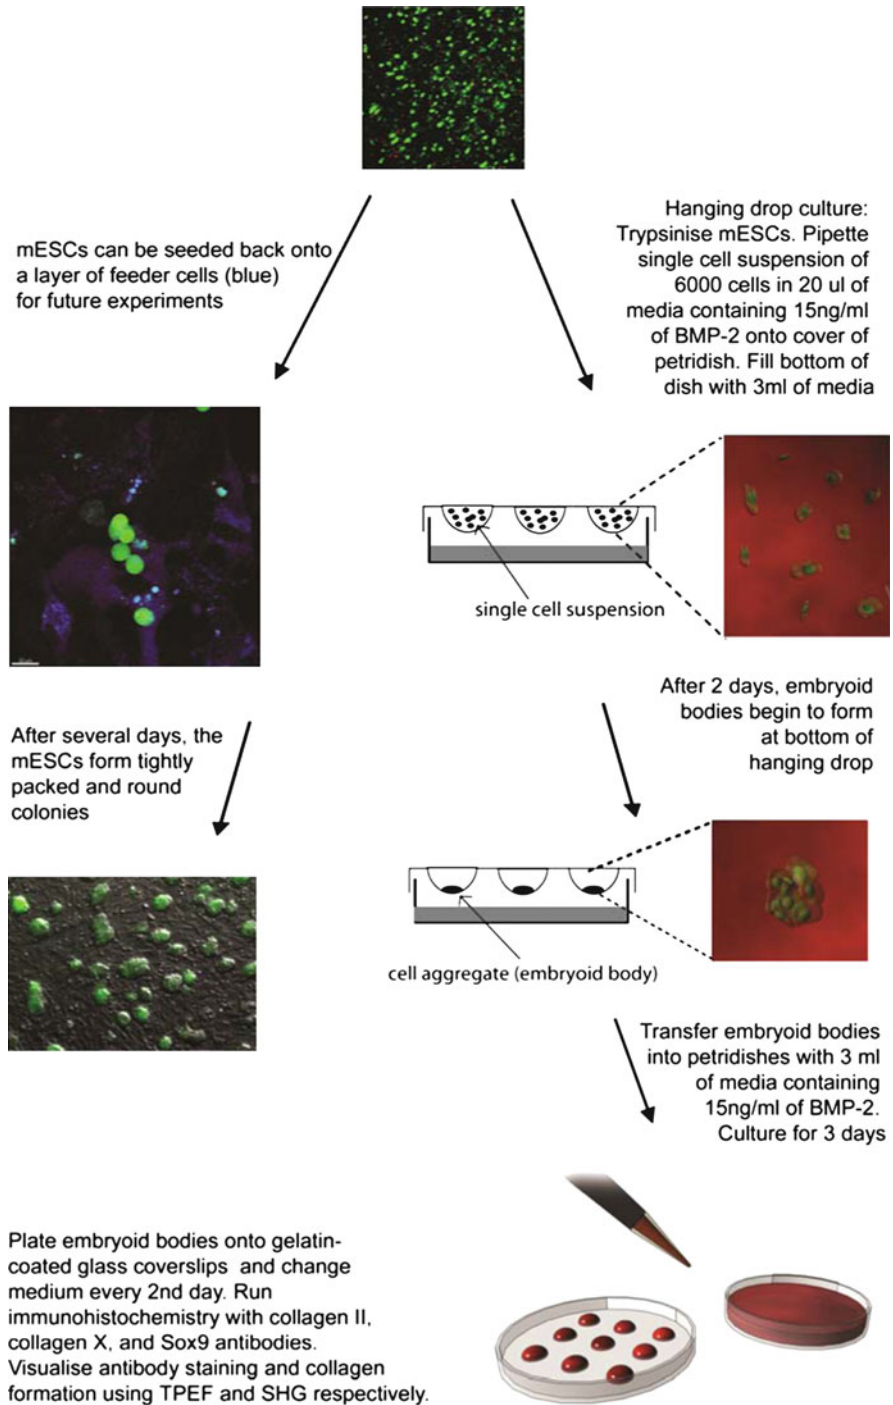 mESCs can be seeded back onto
a layer of feeder cells (blue)
for future experiments
Hanging drop culture:
Trypsinise mESCs. Pipette
single cell suspension of
6000 cells in 20 ul of
media containing 15ng/ml
of BMP-2 onto cover of
petridish. Fill bottom of
dish with 3ml of media
single cell suspension
After several days, the
mESCs form tightly
packed and round
colonies
After 2 days, embryoid
bodies begin to form
at bottom of
hanging drop
cell aggregate (embryoid body)
Transfer embryoid bodies
into petridishes with 3 ml
of media containing
15ng/ml of BMP-2.
Culture for 3 days
Plate embryoid bodies onto gelatin-
coated glass coverslips and change
medium every 2nd day. Run
immunohistochemistry with collagen II,
collagen X, and Sox9 antibodies.
Visualise antibody staining and collagen
formation using TPEF and SHG respectively.